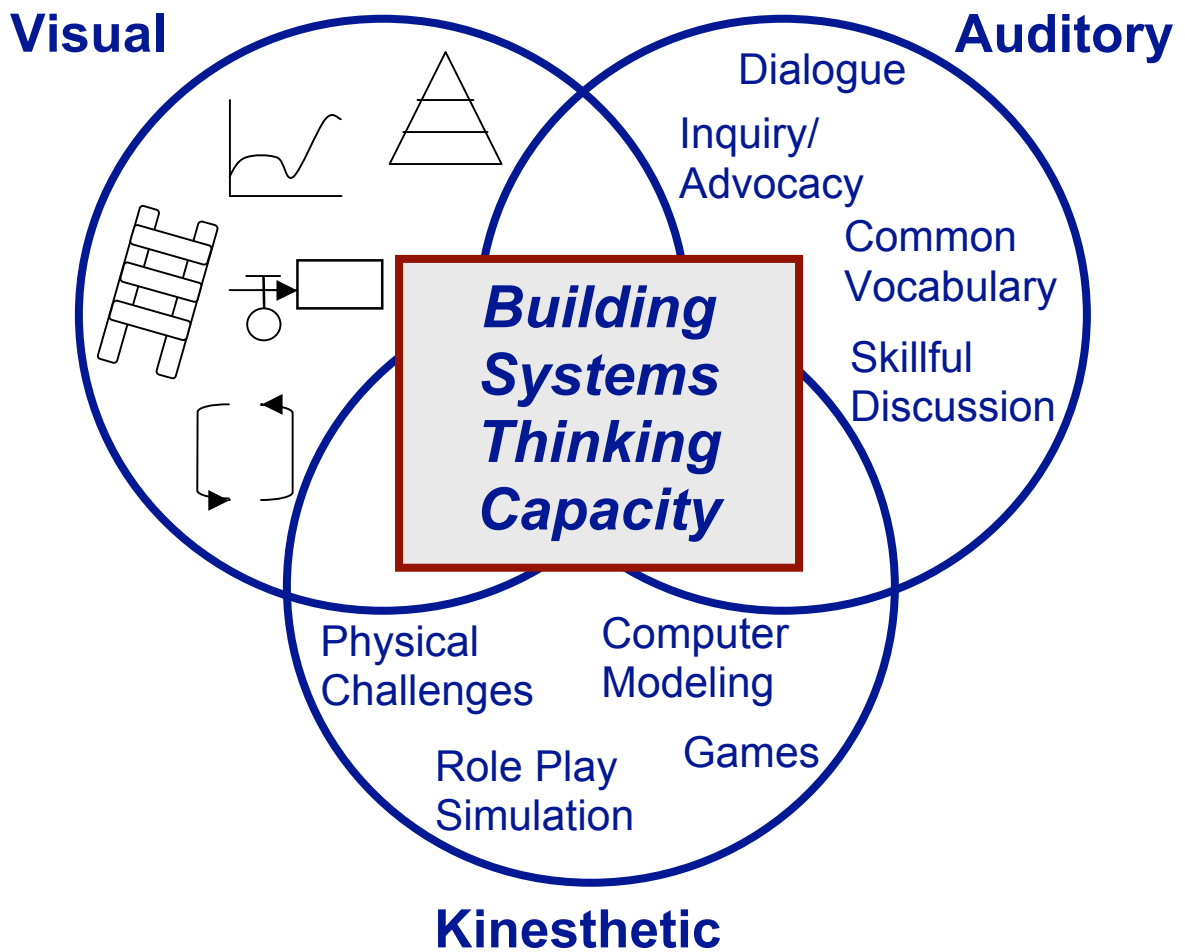 Visual
Auditory
Dialogue
Inquiry/
Advocacy
Common
Vocabulary
Skillful
Discussion
Building
Systems
Thinking
Capacity
Physical
Challenges
Computer
Modeling
Role Play
Simulation
Games
Kinesthetic